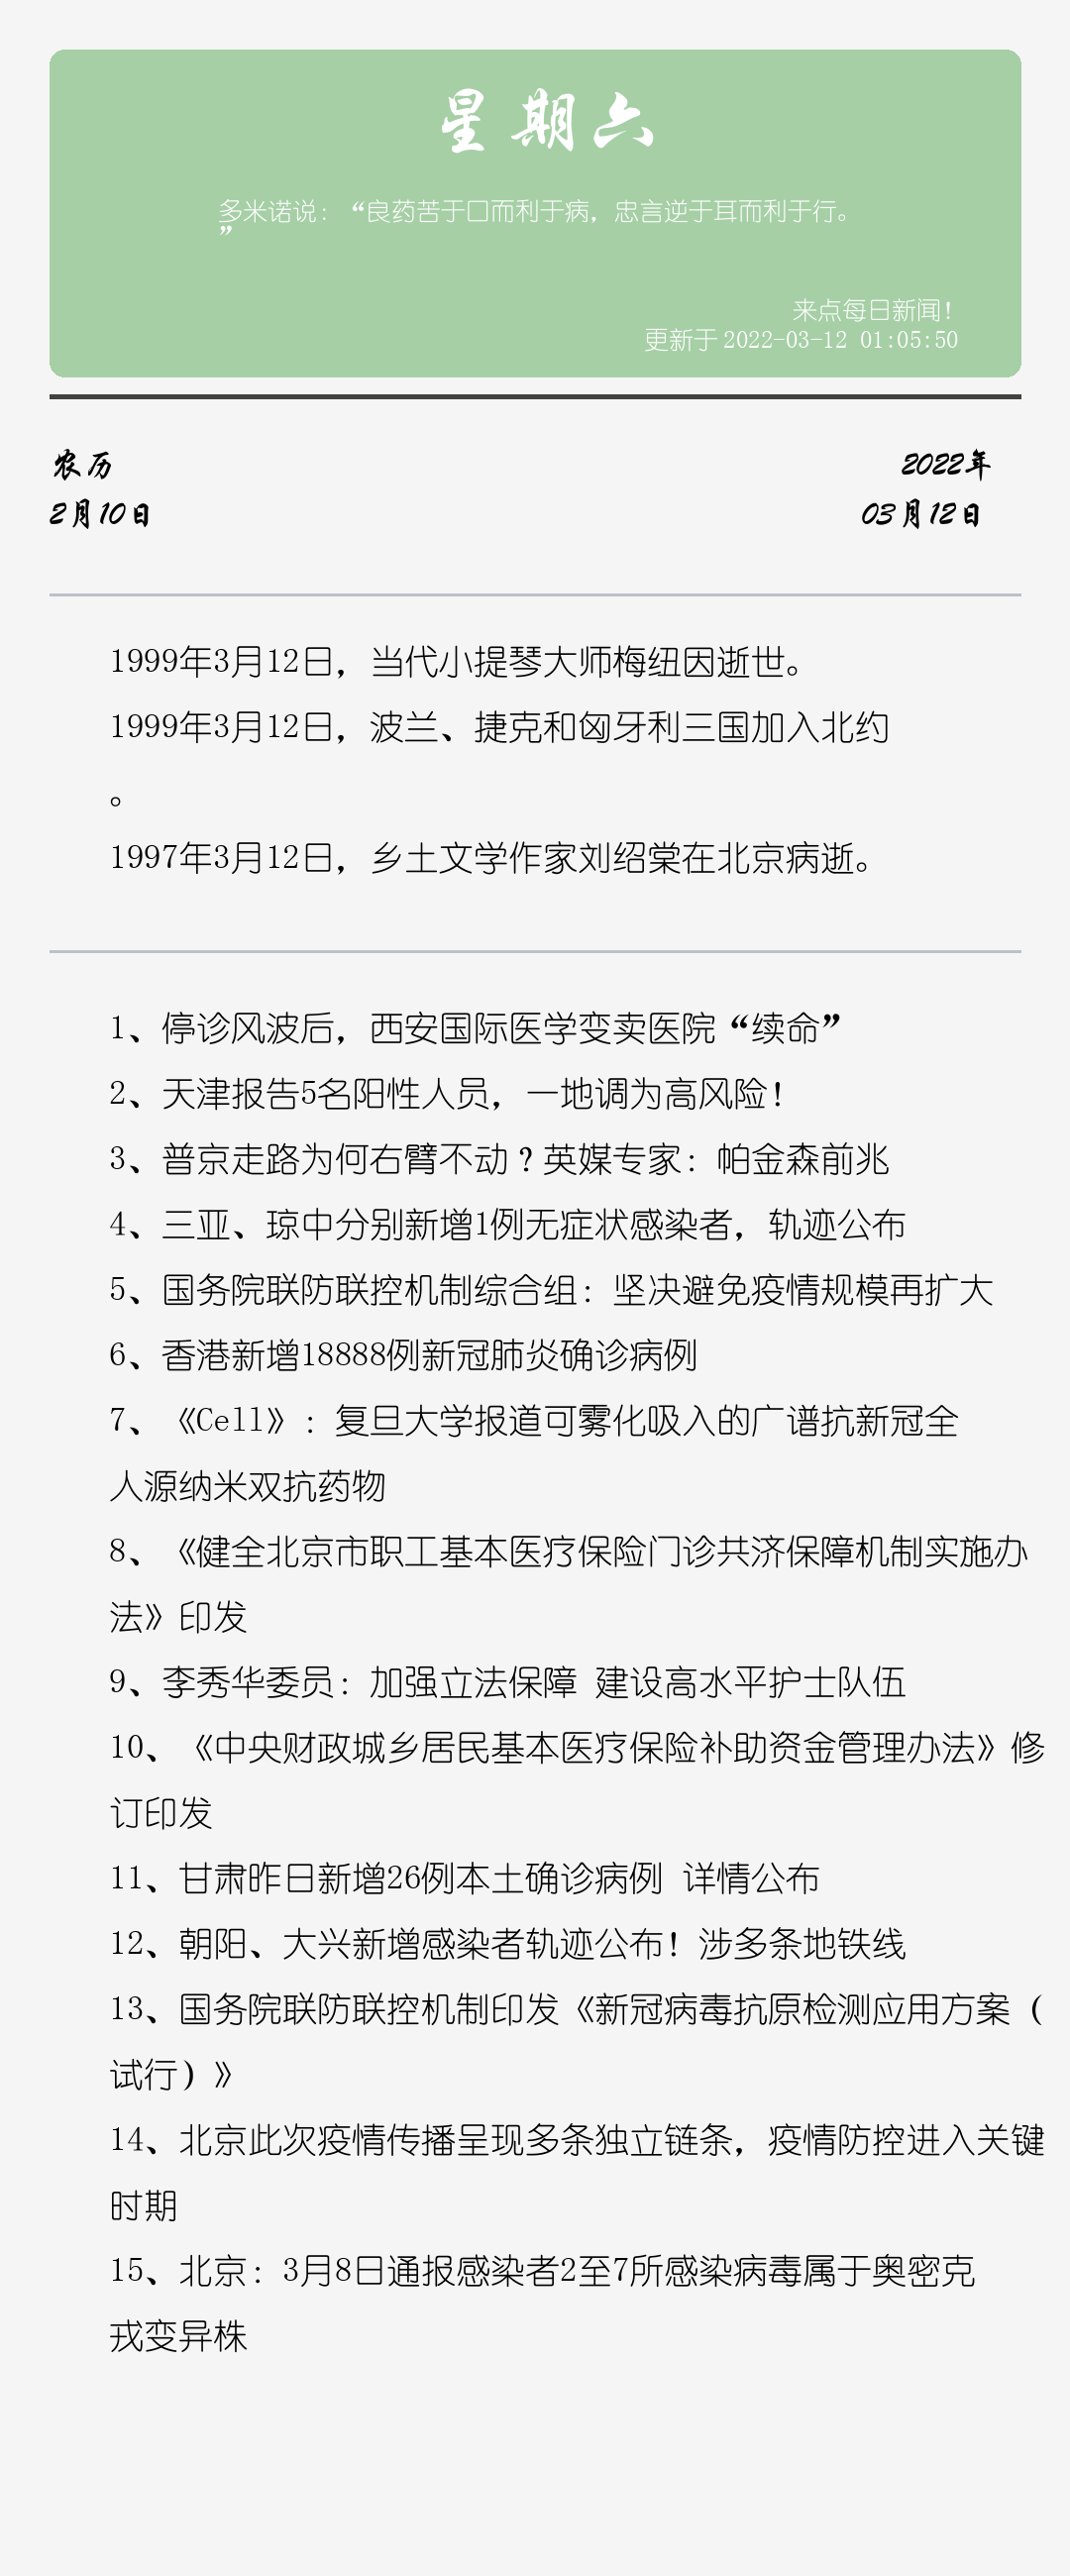 星期六
多米诺说：“良药苦于口而利于病，忠言逆于耳而利于行。
”
来点每日新闻！
更新于 2022-03-12 01:05:50
农历
2022年
2月10日
03月12日
1999年3月12日，当代小提琴大师梅纽因逝世。
1999年3月12日，波兰、捷克和匈牙利三国加入北约
。
1997年3月12日，乡土文学作家刘绍棠在北京病逝。
1、停诊风波后，西安国际医学变卖医院“续命”
2、天津报告5名阳性人员，一地调为高风险！
3、普京走路为何右臂不动？英媒专家：帕金森前兆
4、三亚、琼中分别新增1例无症状感染者，轨迹公布
5、国务院联防联控机制综合组：坚决避免疫情规模再扩大
6、香港新增18888例新冠肺炎确诊病例
7、《Cell》：复旦大学报道可雾化吸入的广谱抗新冠全
人源纳米双抗药物
8、《健全北京市职工基本医疗保险门诊共济保障机制实施办
法》印发
9、李秀华委员：加强立法保障 建设高水平护士队伍
10、《中央财政城乡居民基本医疗保险补助资金管理办法》修
订印发
11、甘肃昨日新增26例本土确诊病例 详情公布
12、朝阳、大兴新增感染者轨迹公布！涉多条地铁线
13、国务院联防联控机制印发《新冠病毒抗原检测应用方案（
试行）》
14、北京此次疫情传播呈现多条独立链条，疫情防控进入关键
时期
15、北京：3月8日通报感染者2至7所感染病毒属于奥密克
戎变异株